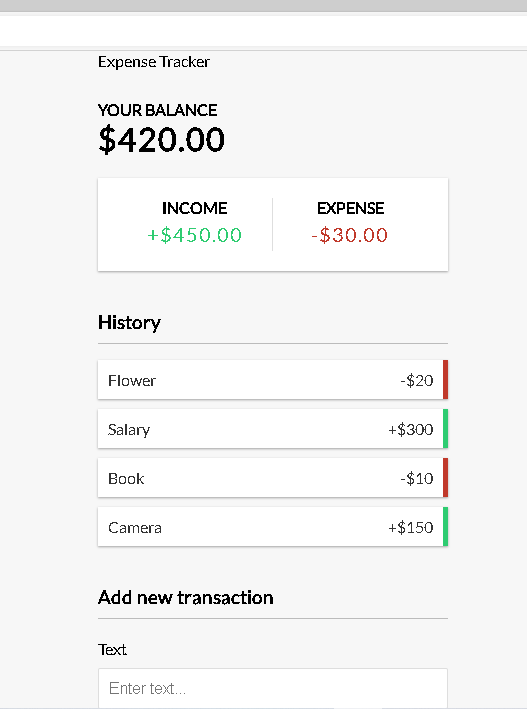 Expense Tracker
YOUR BALANCE
$420.00
INCOME EXPENSE
+$450.00 -$30.00
History
Flower -$20
Salary +$300
Book -$10
Camera +$150
Add new transaction
Text
Enter text...